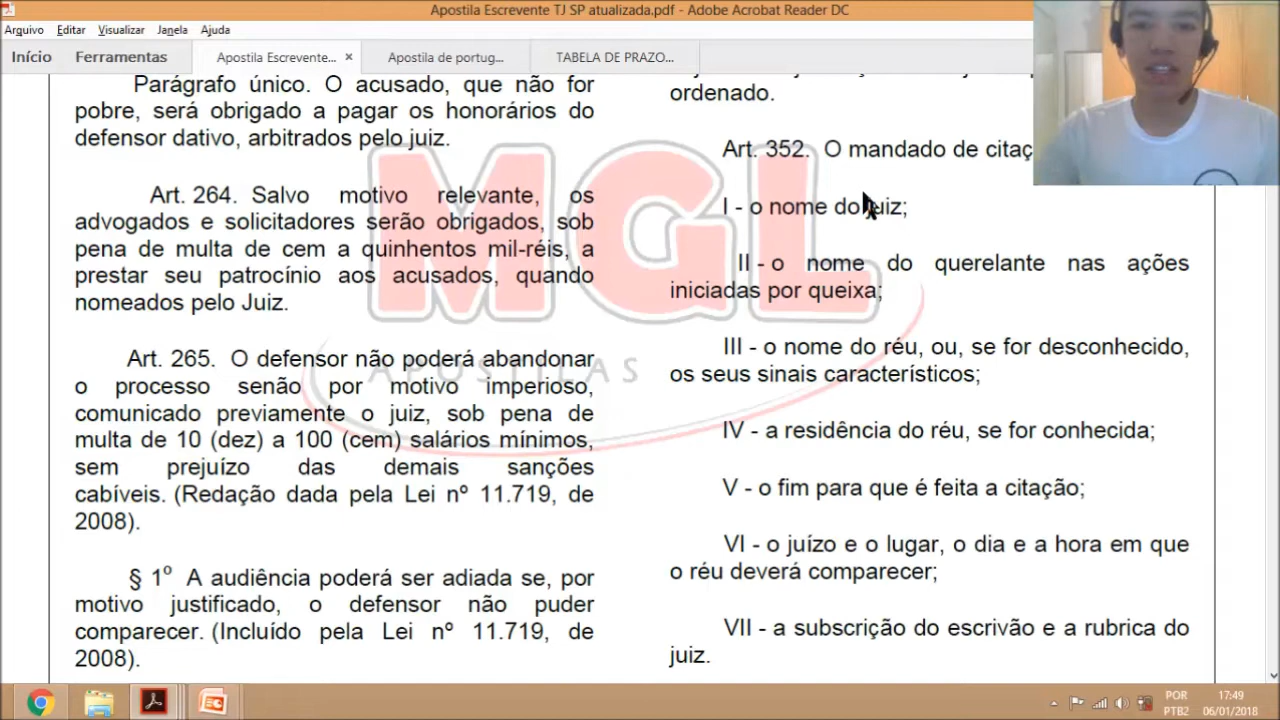 Apostila Escrevente TJ SP atualizada.pdf - Adobe Acrobat Reader DC
Arquivo Editar Visualizar Janela Ajuda
Início Ferramentas Apostila Escrevente... × Apostila de portug... TABELA DE PRAZO...
Parágrafo único. O acusado, que não for
pobre, será obrigado a pagar os honorários do
defensor dativo, arbitrados pelo juiz.
Art. 264. Salvo motivo relevante, os
advogados e solicitadores serão obrigados, sob
pena de multa de cem a quinhentos mil-réis, a
prestar seu patrocínio aos acusados, quando
nomeados pelo Juiz.
Art. 265. O defensor não poderá abandonar
o processo senão por motivo imperioso,
comunicado previamente o juiz, sob pena de
multa de 10 (dez) a 100 (cem) salários mínimos,
sem prejuízo das demais sanções
cabíveis. (Redação dada pela Lei nº 11.719, de
2008).
§ 1º A audiência poderá ser adiada se, por
motivo justificado, o defensor não puder
comparecer. (Incluído pela Lei nº 11.719, de
2008).
ordenado.
Art. 352. O mandado de citaç
I - o nome do juiz;
II - o nome do querelante nas ações
iniciadas por queixa;
III - o nome do réu, ou, se for desconhecido,
os seus sinais característicos;
IV - a residência do réu, se for conhecida;
V - o fim para que é feita a citação;
VI - o juízo e o lugar, o dia e a hora em que
o réu deverá comparecer;
VII - a subscrição do escrivão e a rubrica do
juiz.
MGL
APOSTILAS
POR
PTB2
17:49
06/01/2018